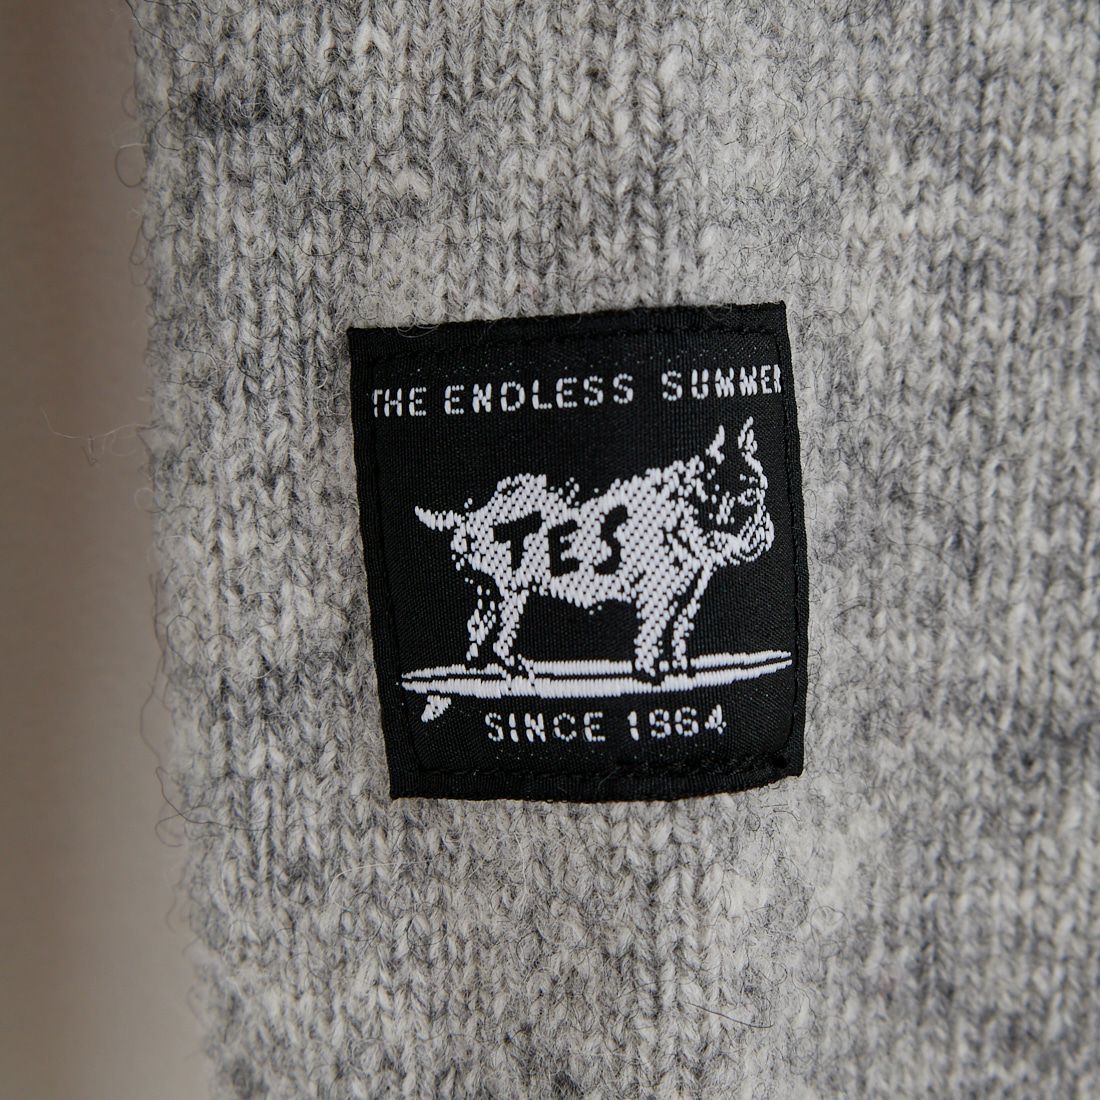 THE ENDLESS SUMMER
TES
SINCE 1964